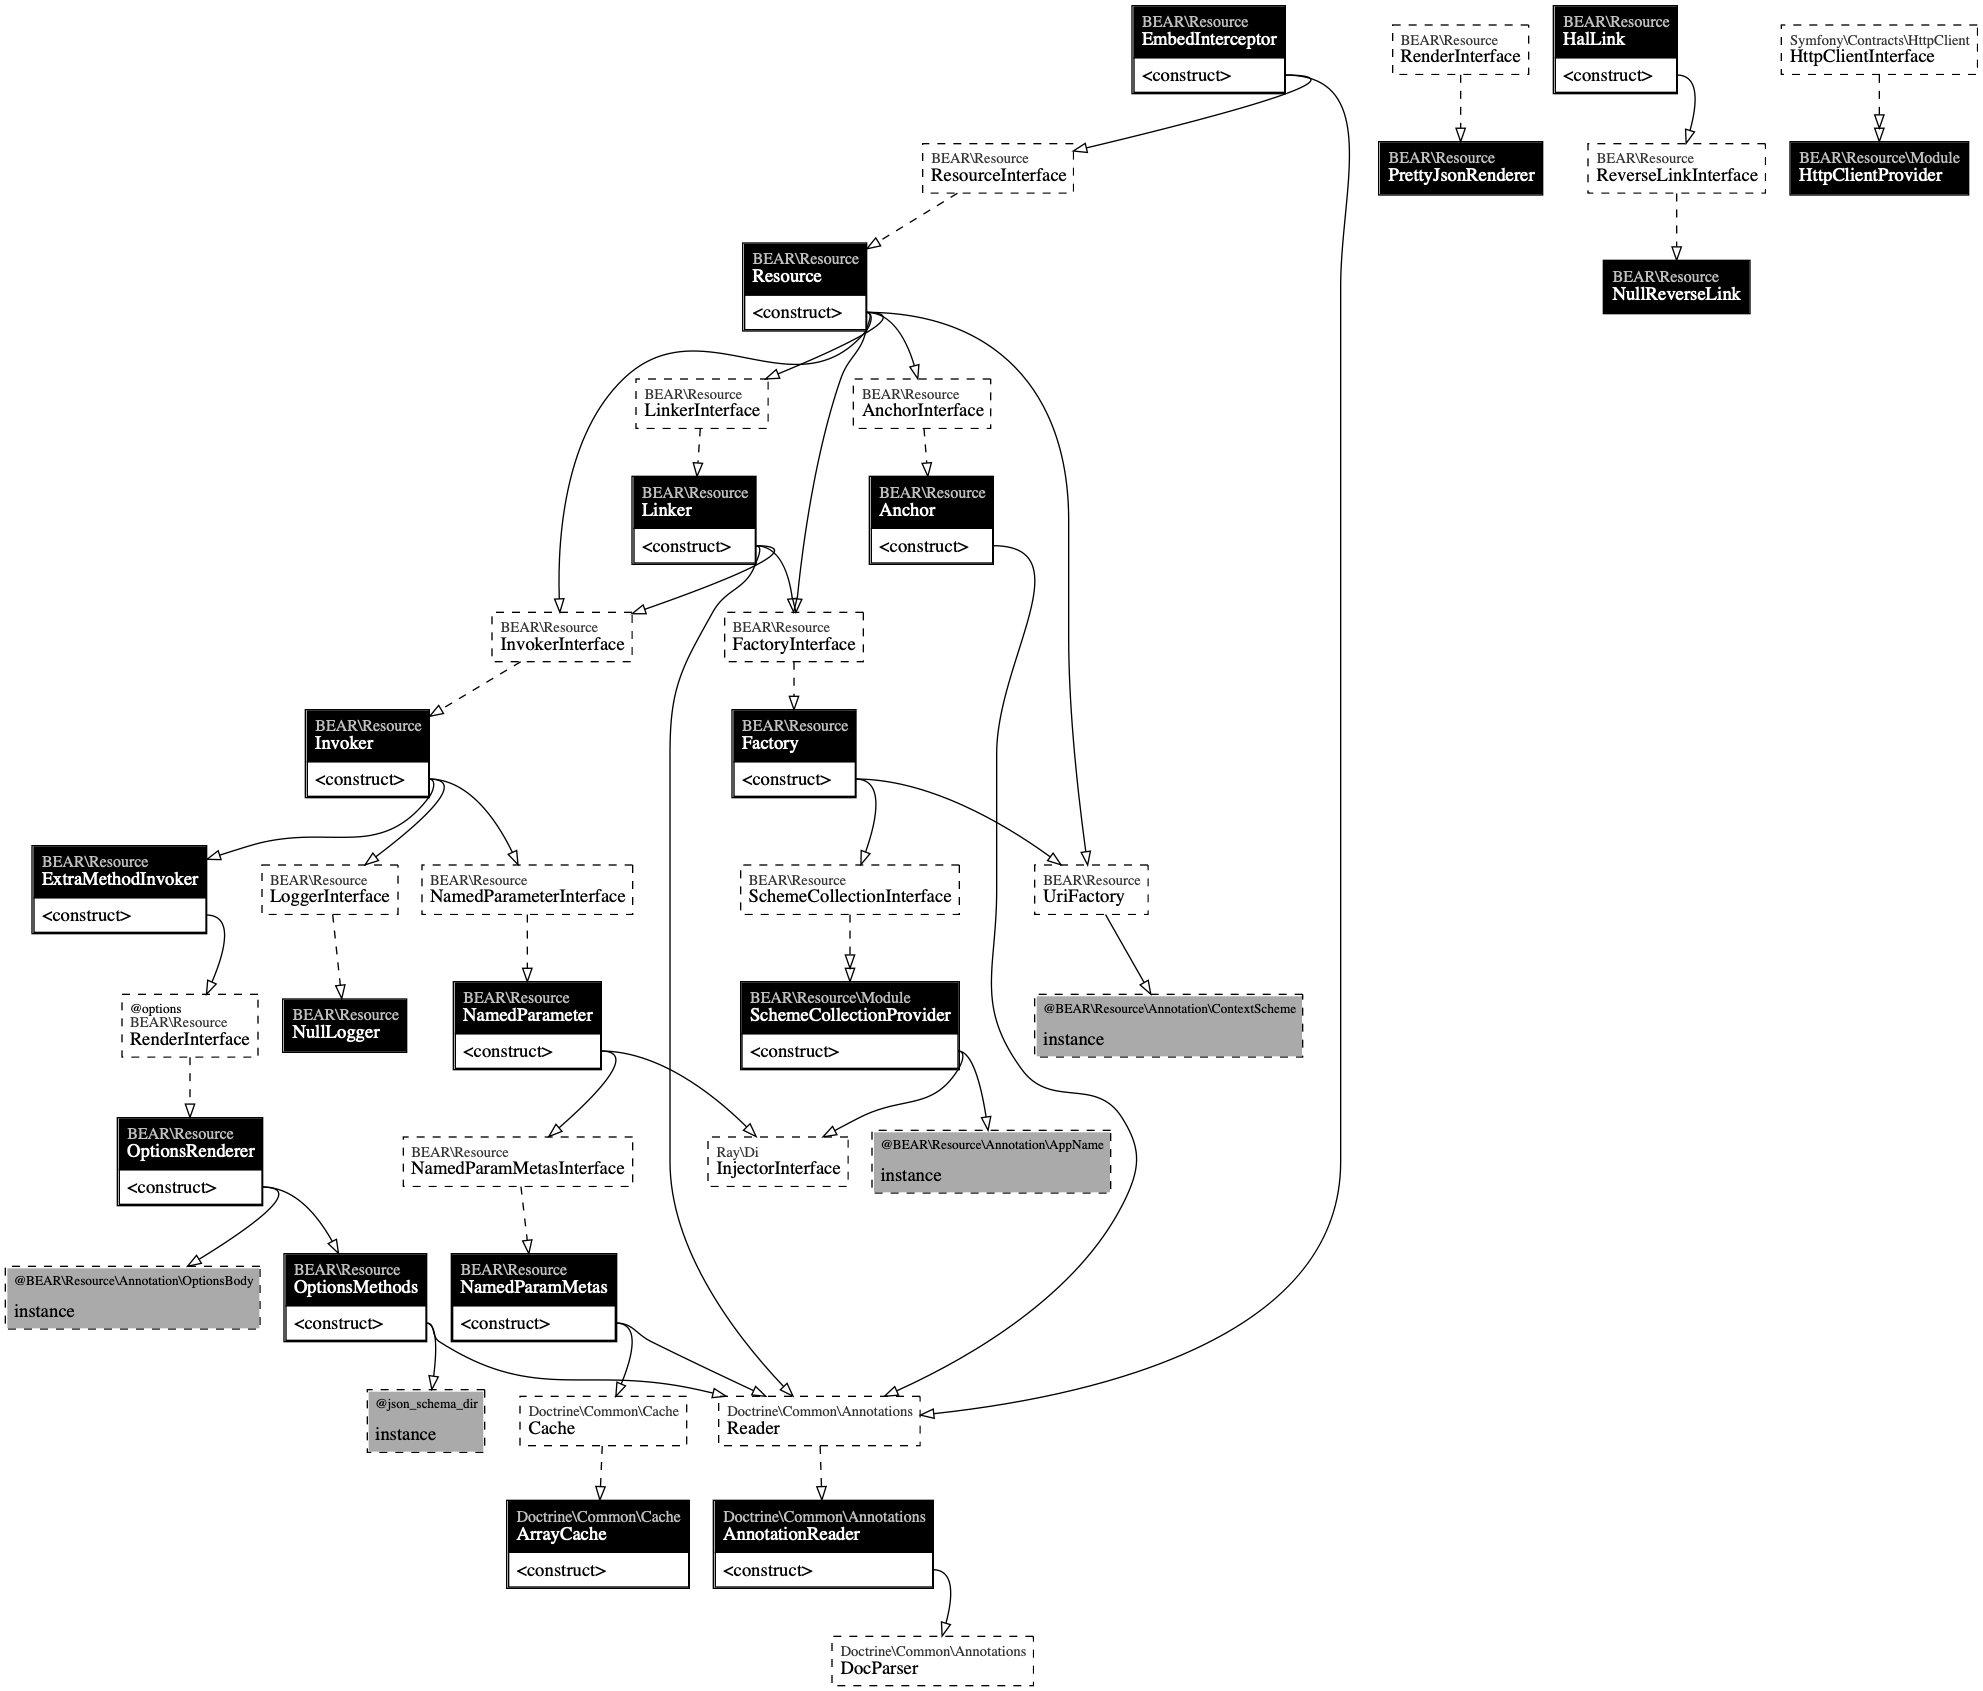 BEAR\Resource
EmbedInterceptor
<construct>
BEAR\Resource
RenderInterface
BEAR\Resource
HalLink
<construct>
Symfony\Contracts\HttpClient
HttpClientInterface
BEAR\Resource
ResourceInterface
BEAR\Resource
PrettyJsonRenderer
BEAR\Resource
ReverseLinkInterface
BEAR\Resource\Module
HttpClientProvider
BEAR\Resource
Resource
<construct>
BEAR\Resource
NullReverseLink
BEAR\Resource
LinkerInterface
BEAR\Resource
AnchorInterface
BEAR\Resource
Linker
<construct>
BEAR\Resource
Anchor
<construct>
BEAR\Resource
InvokerInterface
BEAR\Resource
FactoryInterface
BEAR\Resource
Invoker
<construct>
BEAR\Resource
Factory
<construct>
BEAR\Resource
ExtraMethodInvoker
<construct>
BEAR\Resource
LoggerInterface
BEAR\Resource
NamedParameterInterface
BEAR\Resource
SchemeCollectionInterface
BEAR\Resource
UriFactory
@options
BEAR\Resource
RenderInterface
BEAR\Resource
NullLogger
BEAR\Resource
NamedParameter
<construct>
BEAR\Resource\Module
SchemeCollectionProvider
<construct>
@BEAR\Resource\Annotation\ContextScheme
instance
BEAR\Resource
OptionsRenderer
<construct>
BEAR\Resource
NamedParamMetasInterface
Ray\Di
InjectorInterface
@BEAR\Resource\Annotation\AppName
instance
@BEAR\Resource\Annotation\OptionsBody
instance
BEAR\Resource
OptionsMethods
<construct>
BEAR\Resource
NamedParamMetas
<construct>
@json_schema_dir
instance
Doctrine\Common\Cache
Cache
Doctrine\Common\Annotations
Reader
Doctrine\Common\Cache
ArrayCache
<construct>
Doctrine\Common\Annotations
AnnotationReader
<construct>
Doctrine\Common\Annotations
DocParser